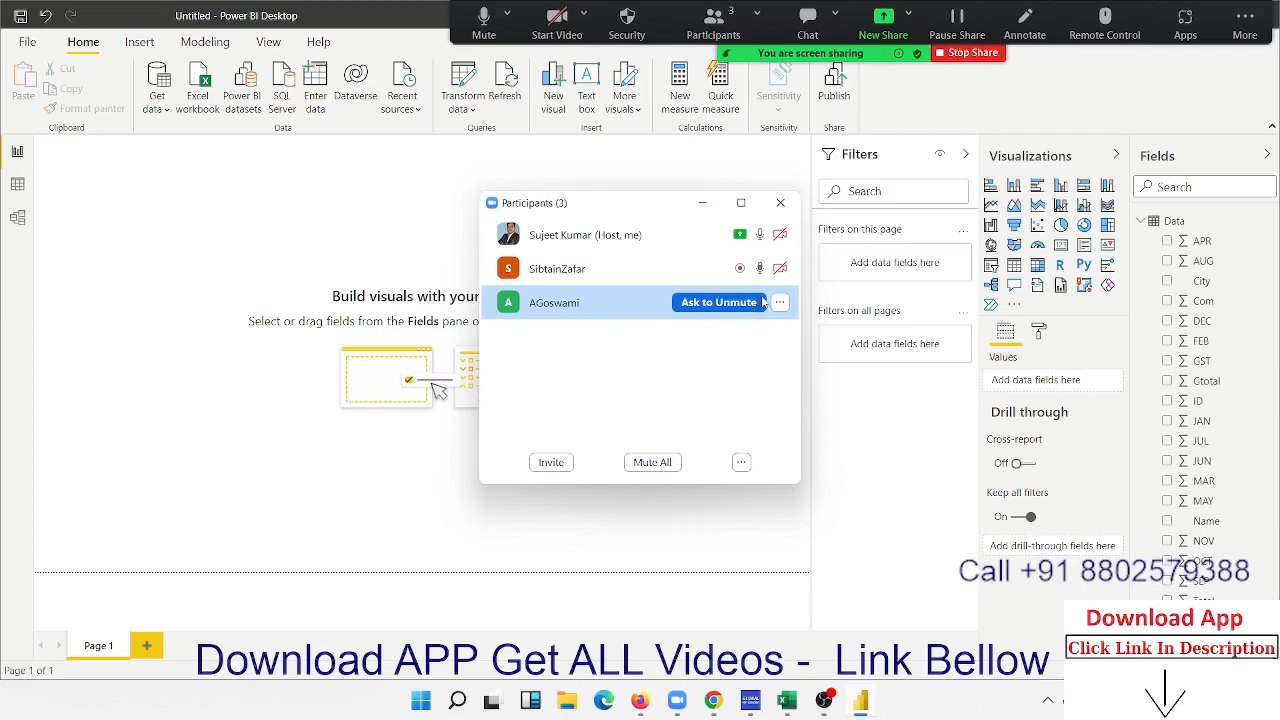 Untitled - Power BI Desktop
Mute
Start Video
Security
3
Participants
Chat
New Share
Pause Share
Annotate
Remote Control
Apps
More
You are screen sharing
Stop Share
File
Home
Insert
Modeling
View
Help
Paste
Cut
Copy
Format painter
Clipboard
Get data
Excel workbook
Power BI datasets
SQL Server
Enter data
Dataverse
Recent sources
Data
Transform data
Refresh
Queries
New visual
Text box
More visuals
Insert
New measure
Quick measure
Calculations
Sensitivity
Sensitivity
Publish
Share
Build visuals with your
Select or drag fields from the Fields pane o
Participants (3)
Sujeet Kumar (Host, me)
S
SibtainZafar
A
AGoswami
Ask to Unmute
Invite
Mute All
Filters
Search
Filters on this page
Add data fields here
Filters on all pages
Add data fields here
Visualizations
R
Py
Values
Add data fields here
Drill through
Cross-report
Off
Keep all filters
On
Add drill-through fields here
Fields
Search
Data
APR
AUG
City
Com
DEC
FEB
GST
Gtotal
ID
JAN
JUL
JUN
MAR
MAY
Name
NOV
OCT
SEP
Call +91 8802579388
Download App
Click Link In Description
Page 1
Page 1 of 1
Download APP Get ALL Videos - Link Bellow